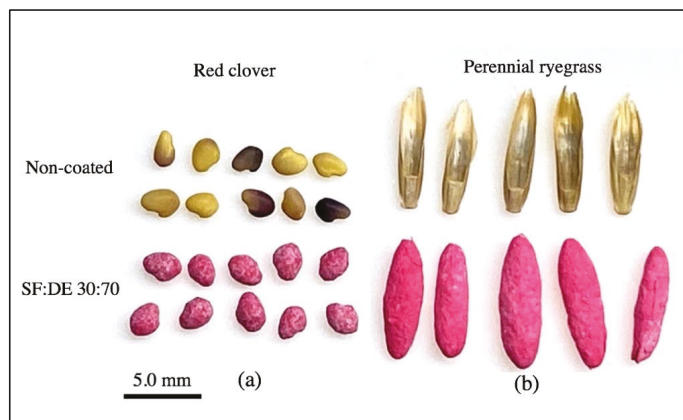 Red clover
Perennial ryegrass
Non-coated
SF:DE 30:70
5.0 mm
(a)
(b)